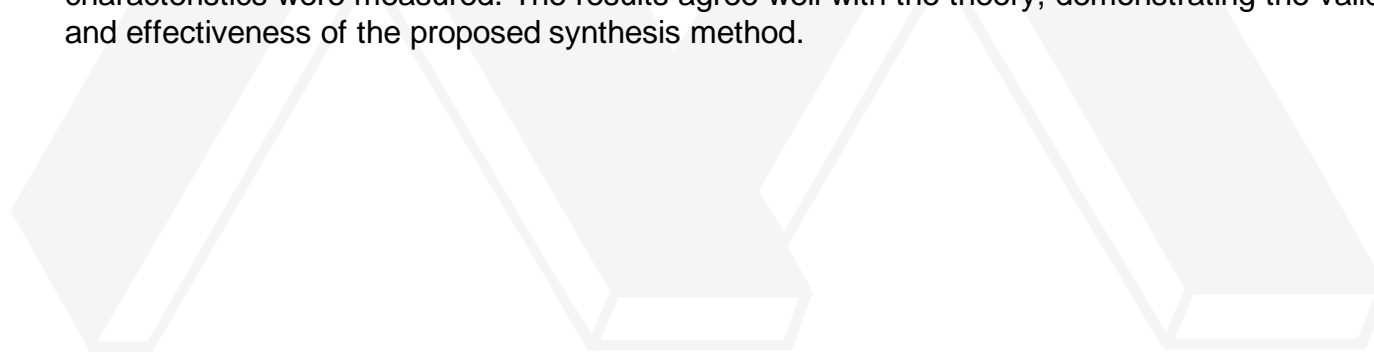 characteristics were measured. The results agree well with the theory, demonstrating the valid
and effectiveness of the proposed synthesis method.